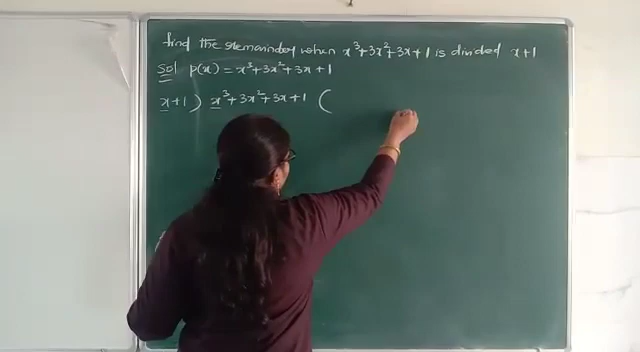 find the remainder when x³+3x²+3x+1 is divided x+1
Sol p(x) = x³+3x²+3x+1
x+1) x³+3x²+3x+1 (